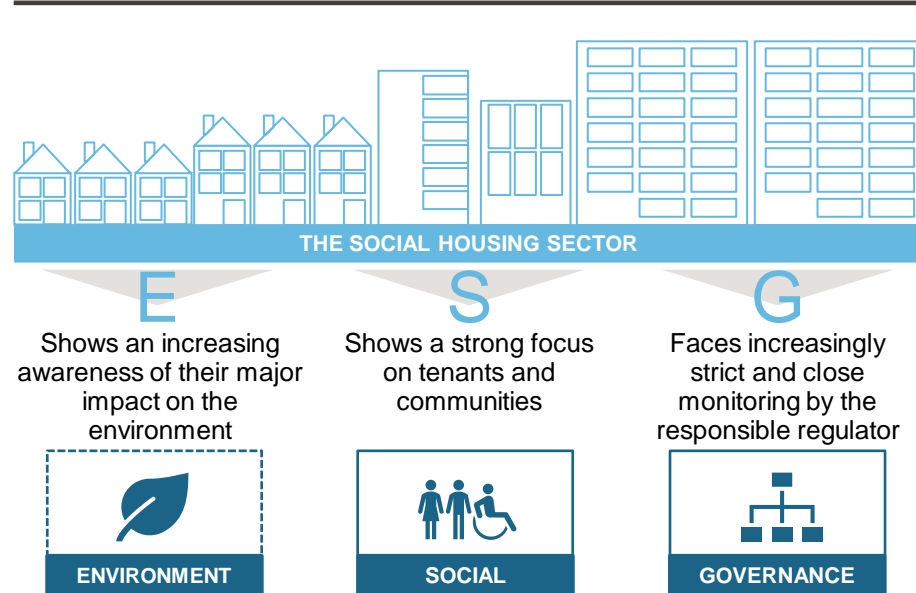 THE SOCIAL HOUSING SECTOR
E
Shows an increasing
awareness of their major
impact on the
environment
ENVIRONMENT
S
Shows a strong focus
on tenants and
communities
SOCIAL
G
Faces increasingly
strict and close
monitoring by the
responsible regulator
GOVERNANCE